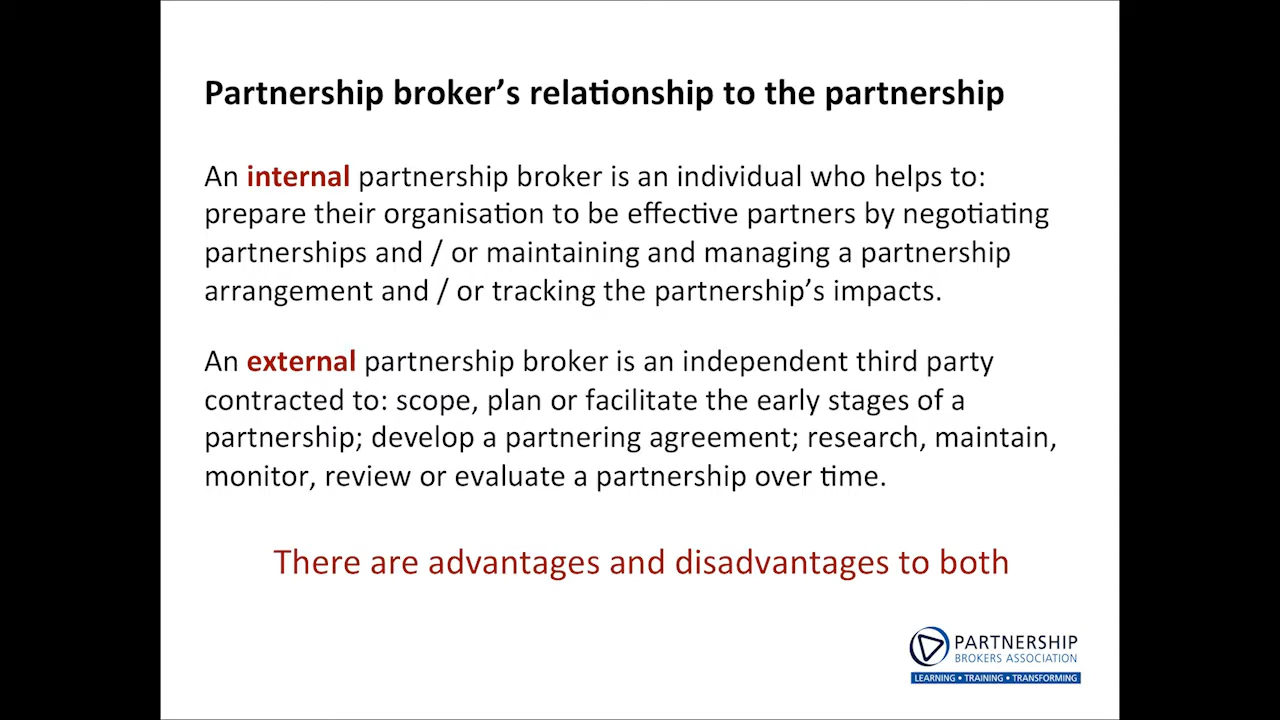 Partnership broker’s relationship to the partnership
An internal partnership broker is an individual who helps to:
prepare their organisation to be effective partners by negotiating
partnerships and / or maintaining and managing a partnership
arrangement and / or tracking the partnership’s impacts.
An external partnership broker is an independent third party
contracted to: scope, plan or facilitate the early stages of a
partnership; develop a partnering agreement; research, maintain,
monitor, review or evaluate a partnership over time.
There are advantages and disadvantages to both
PARTNERSHIP
BROKERS ASSOCIATION
LEARNING • TRAINING • TRANSFORMING